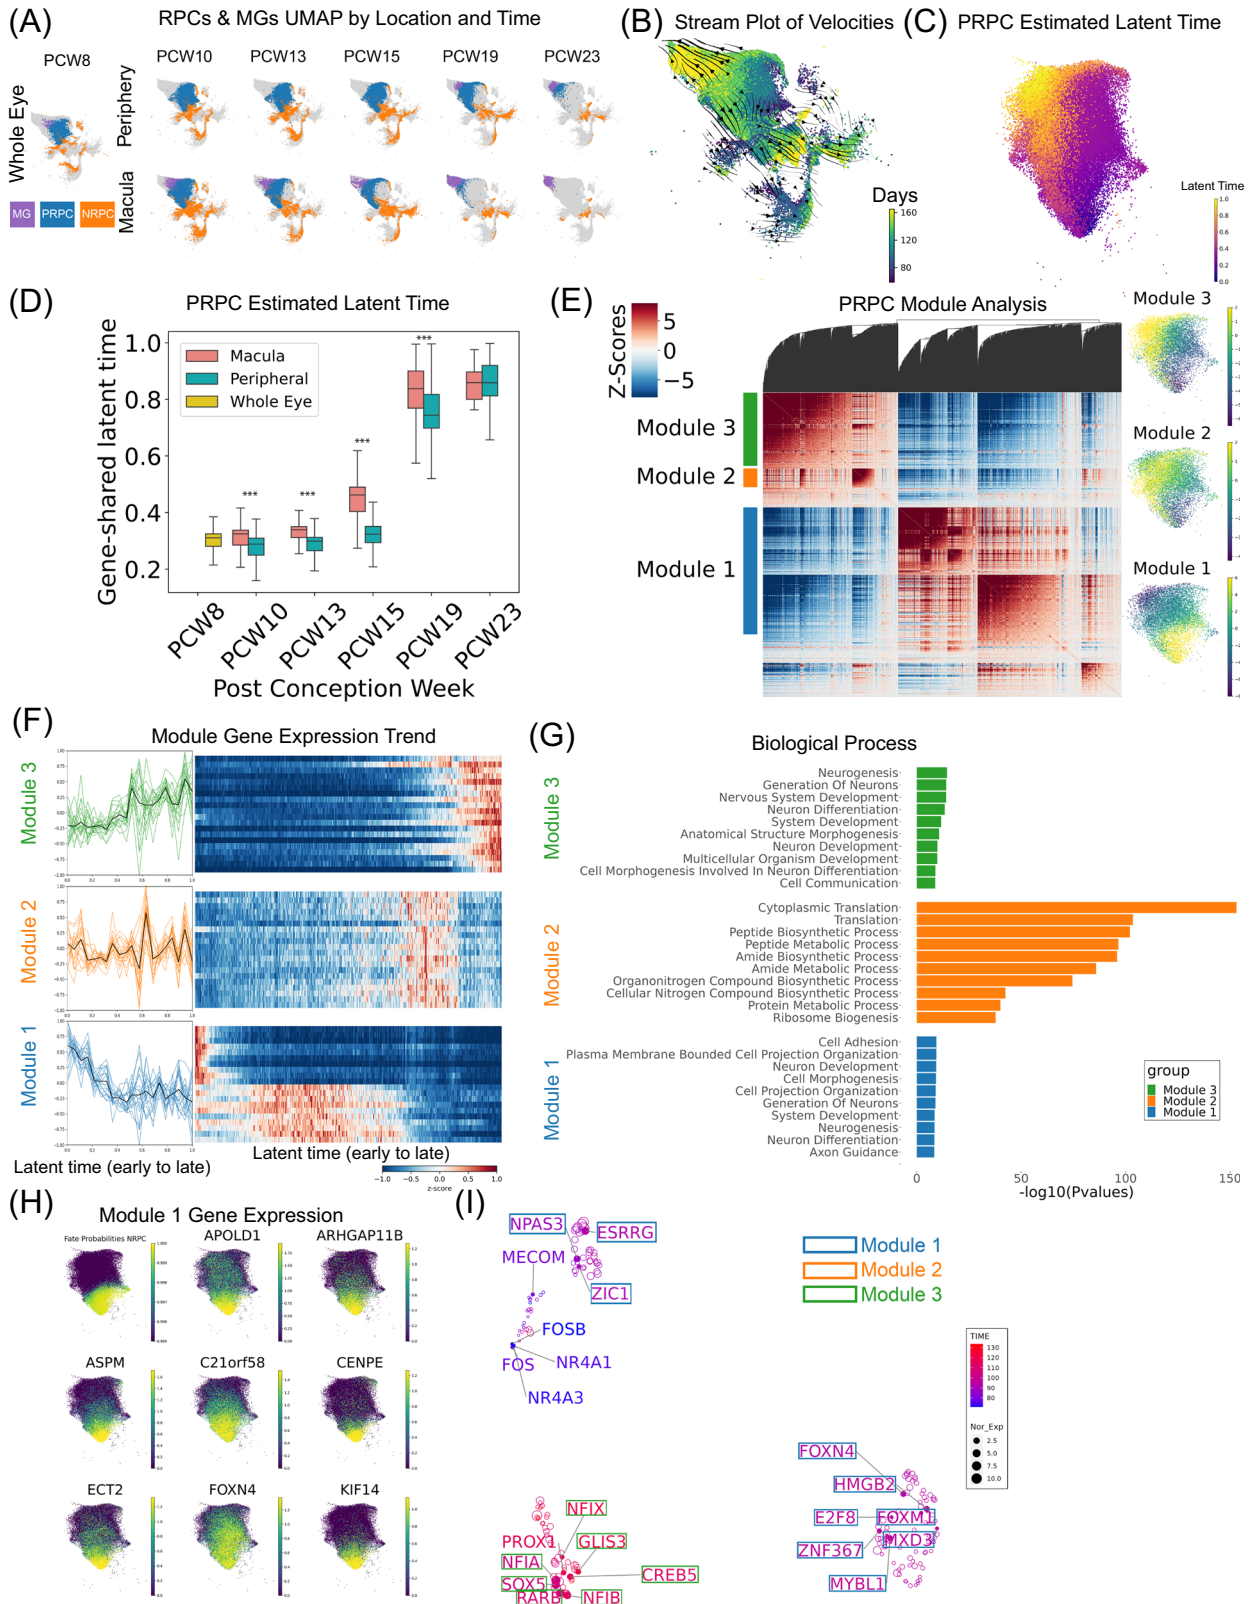 (A)
RPCs & MGs UMAP by Location and Time
PCW8
PCW10
PCW13
PCW15
PCW19
PCW23
Whole Eye
Periphery
Macula
MG
PRPC
NRPC
(B)
Stream Plot of Velocities
Days
160
120
80
(C)
PRPC Estimated Latent Time
Latent Time
1.0
0.8
0.6
0.4
0.2
0.0
(D)
PRPC Estimated Latent Time
Gene-shared latent time
1.0
0.8
0.6
0.4
0.2
Macula
Peripheral
Whole Eye
***
***
***
***
PCW8
PCW10
PCW13
PCW15
PCW19
PCW23
Post Conception Week
(E)
PRPC Module Analysis
Z-Scores
5
0
−5
Module 3
Module 2
Module 1
Module 3
Module 2
Module 1
(F)
Module Gene Expression Trend
Module 3
Module 2
Module 1
Latent time (early to late)
Latent time (early to late)
−1.0
−0.5
0.0
0.5
1.0
z-score
(G)
Biological Process
Module 3
Neurogenesis
Generation Of Neurons
Nervous System Development
Neuron Differentiation
System Development
Anatomical Structure Morphogenesis
Neuron Development
Multicellular Organism Development
Cell Morphogenesis Involved In Neuron Differentiation
Cell Communication
Module 2
Cytoplasmic Translation
Translation
Peptide Biosynthetic Process
Peptide Metabolic Process
Amide Biosynthetic Process
Amide Metabolic Process
Organonitrogen Compound Biosynthetic Process
Cellular Nitrogen Compound Biosynthetic Process
Protein Metabolic Process
Ribosome Biogenesis
Module 1
Cell Adhesion
Plasma Membrane Bounded Cell Projection Organization
Neuron Development
Cell Morphogenesis
Cell Projection Organization
Generation Of Neurons
System Development
Neurogenesis
Neuron Differentiation
Axon Guidance
0
50
100
150
-log10(Pvalues)
group
Module 3
Module 2
Module 1
(H)
Module 1 Gene Expression
Fate Probabilities NRPC
APOLD1
ARHGAP11B
ASPM
C21orf58
CENPE
ECT2
FOXN4
KIF14
(I)
NPAS3
ESRRG
MECOM
ZIC1
FOSB
FOS
NR4A1
NR4A3
Module 1
Module 2
Module 3
TIME
130
120
110
100
90
80
Nor_Exp
2.5
5.0
7.5
10.0
FOXN4
HMGB2
E2F8
FOXM1
ZNF367
MXD3
MYBL1
NFIX
PROX1
GLIS3
NFIA
CREB5
SOX5
RARB
NFIB